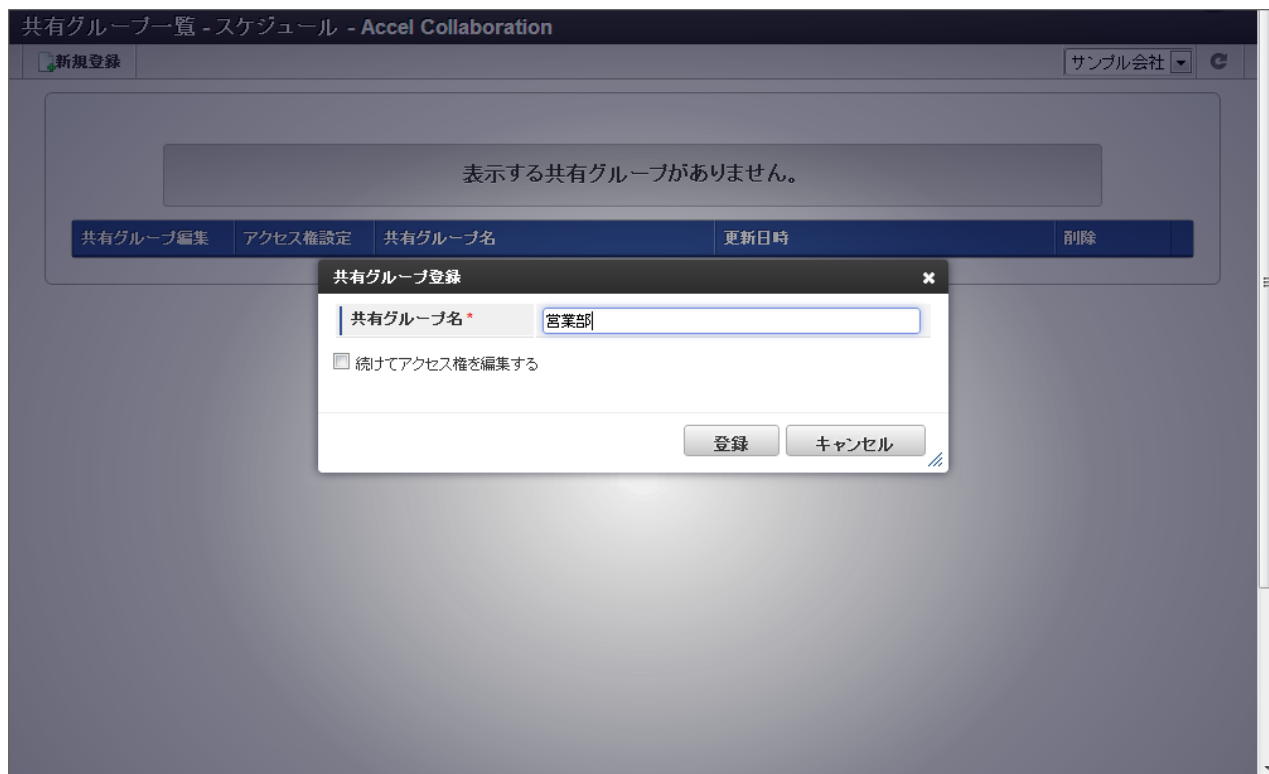 共有グループ一覧 - スケジュール - Accel Collaboration
新規登録 サンプル会社
表示する共有グループがありません。
共有グループ編集 アクセス権設定 共有グループ名 更新日時 削除
共有グループ登録
共有グループ名* 営業部
続けてアクセス権を編集する
登録 キャンセル